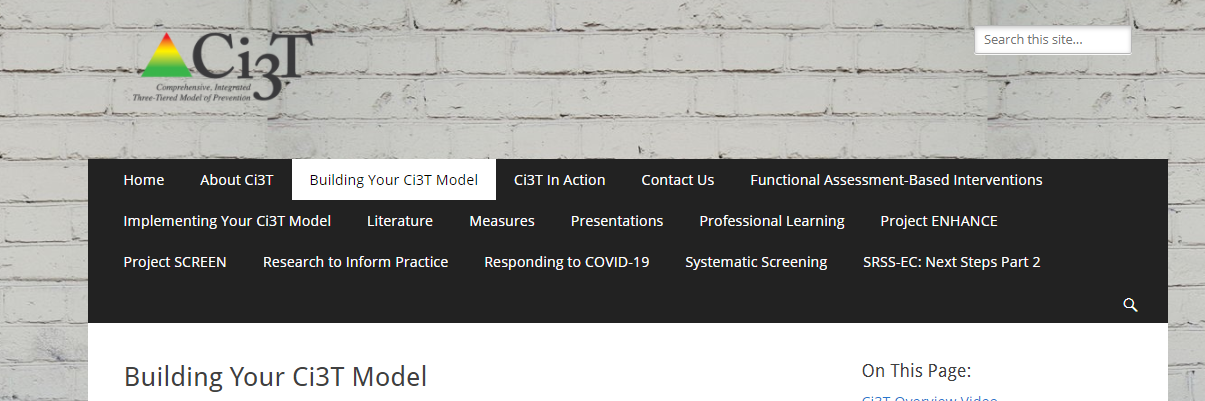 Ci3T
Comprehensive, Integrated
Three-Tiered Model of Prevention
Search this site...
Home About Ci3T Building Your Ci3T Model Ci3T In Action Contact Us Functional Assessment-Based Interventions
Implementing Your Ci3T Model Literature Measures Presentations Professional Learning Project ENHANCE
Project SCREEN Research to Inform Practice Responding to COVID-19 Systematic Screening SRSS-EC: Next Steps Part 2
Building Your Ci3T Model
On This Page:
Ci3T Overview Video